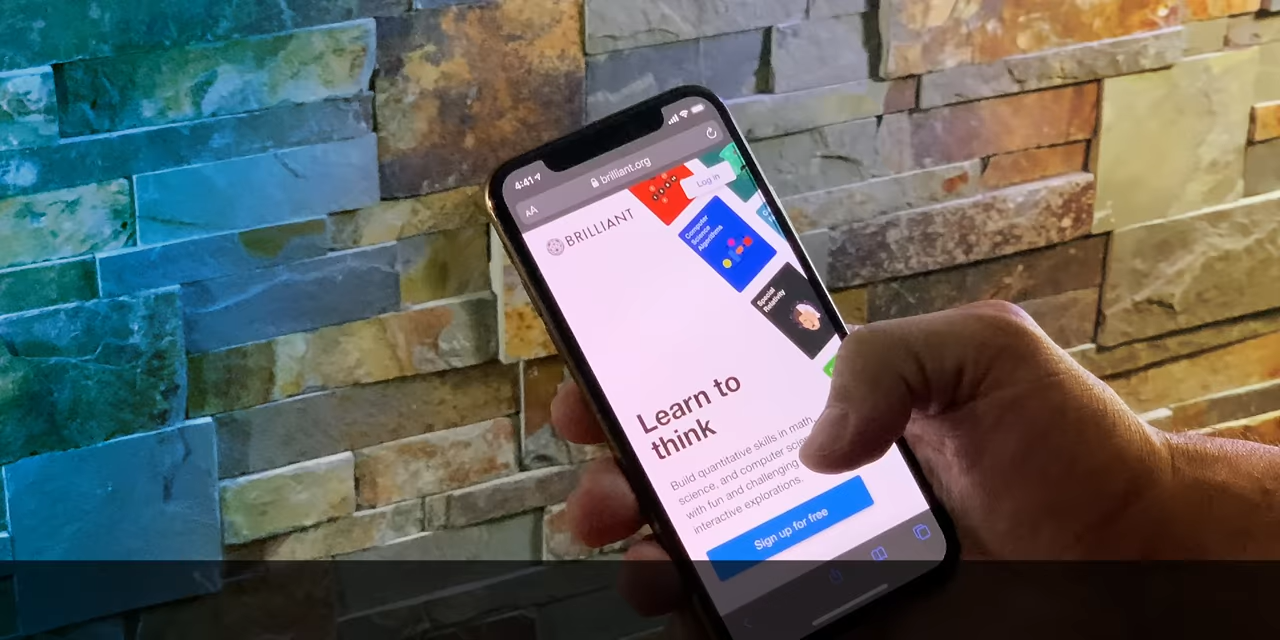 4:41
AA
brilliant.org
BRILLIANT
Log in
Computer
Science
Algorithms
Special
Relativity
Learn to
think
Build quantitative skills in math,
science, and computer science
with fun and challenging
interactive explorations.
Sign up for free